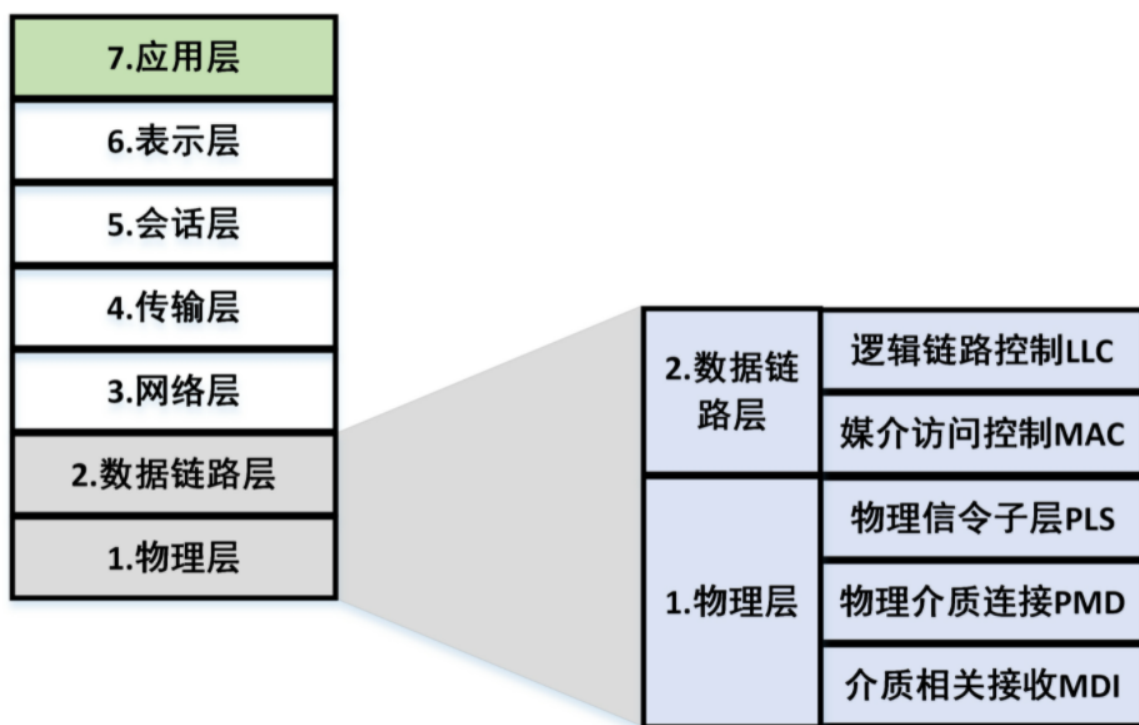 7.应用层
6.表示层
5.会话层
4.传输层
3.网络层
2.数据链路层
1.物理层
2.数据链
路层
逻辑链路控制LLC
媒介访问控制MAC
1.物理层
物理信令子层PLS
物理介质连接PMD
介质相关接收MDI